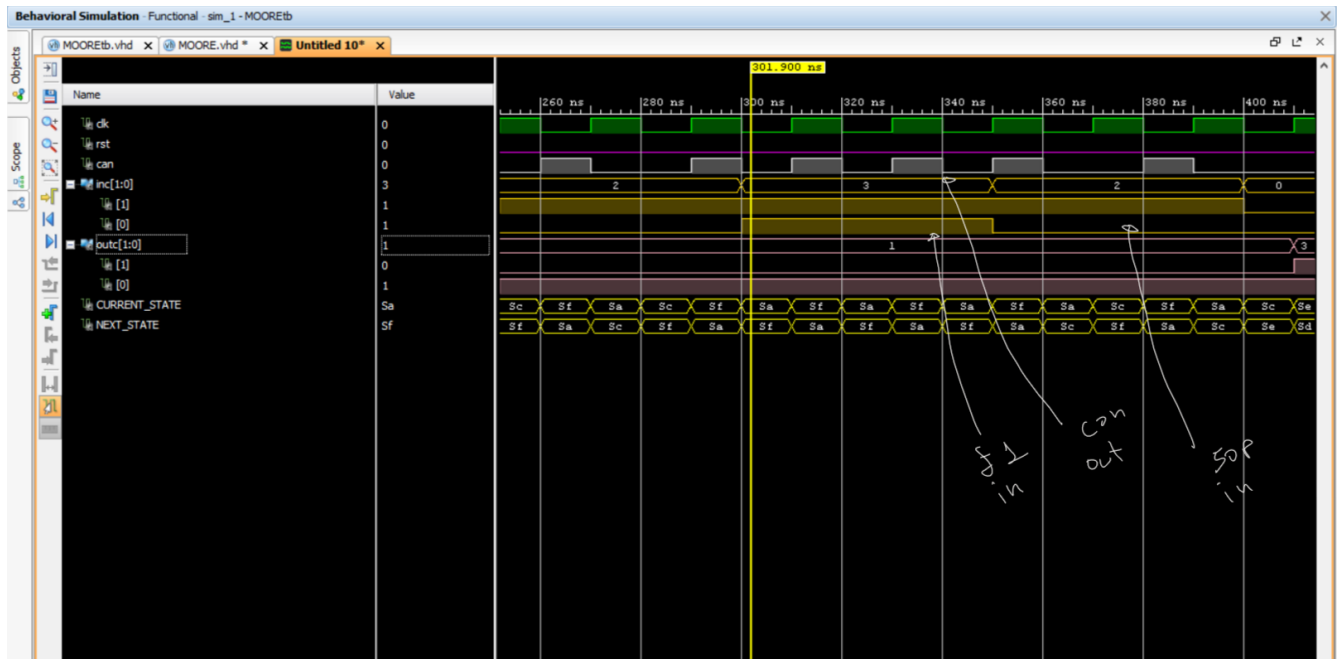 Behavioral Simulation - Functional - sim_1 - MOOREtb
MOOREtb.vhd MOORE.vhd * Untitled 10*
Objects
Scope
301.900 ns
Name Value
260 ns 280 ns 300 ns 320 ns 340 ns 360 ns 380 ns 400 ns
clk 0
rst 0
can 0
inc[1:0] 3 2 3 2 0
[1] 1
[0] 1
outc[1:0] 1 1 3
[1] 0
[0] 1
CURRENT_STATE Sa Sc Sf Sa Sc Sf Sa Sf Sa Sf Sa Sf Sa Sc Sf Sa Sc Se
NEXT_STATE Sf Sf Sa Sc Sf Sa Sf Sa Sf Sa Sf Sa Sc Sf Sa Sc Se Sd
can
out
50P
in
£1
in